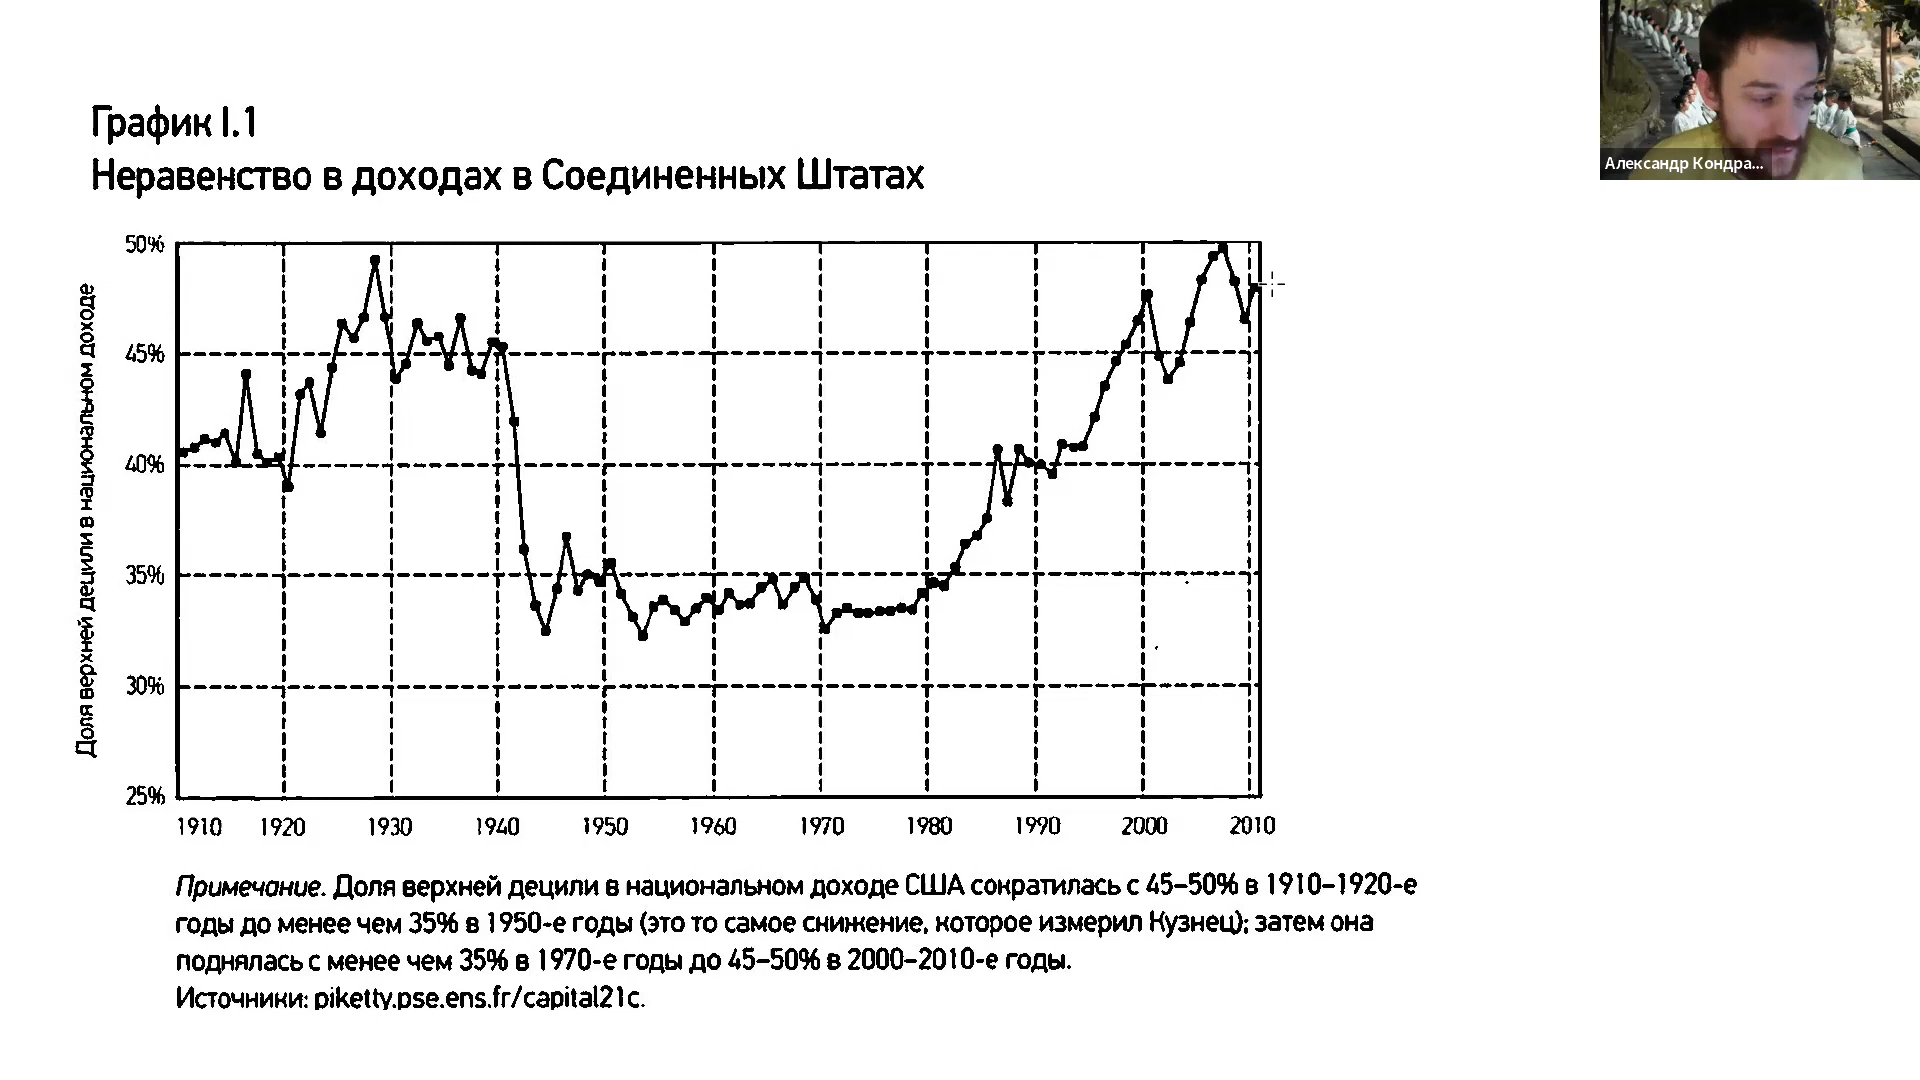 График I.1
Неравенство в доходах в Соединенных Штатах
Александр Кондра...
Доля верхней децили в национальном доходе
50%
45%
40%
35%
30%
25%
1910 1920 1930 1940 1950 1960 1970 1980 1990 2000 2010
Примечание. Доля верхней децили в национальном доходе США сократилась с 45–50% в 1910–1920-е
годы до менее чем 35% в 1950-е годы (это то самое снижение, которое измерил Кузнец); затем она
поднялась с менее чем 35% в 1970-е годы до 45–50% в 2000–2010-е годы.
Источники: piketty.pse.ens.fr/capital21c.